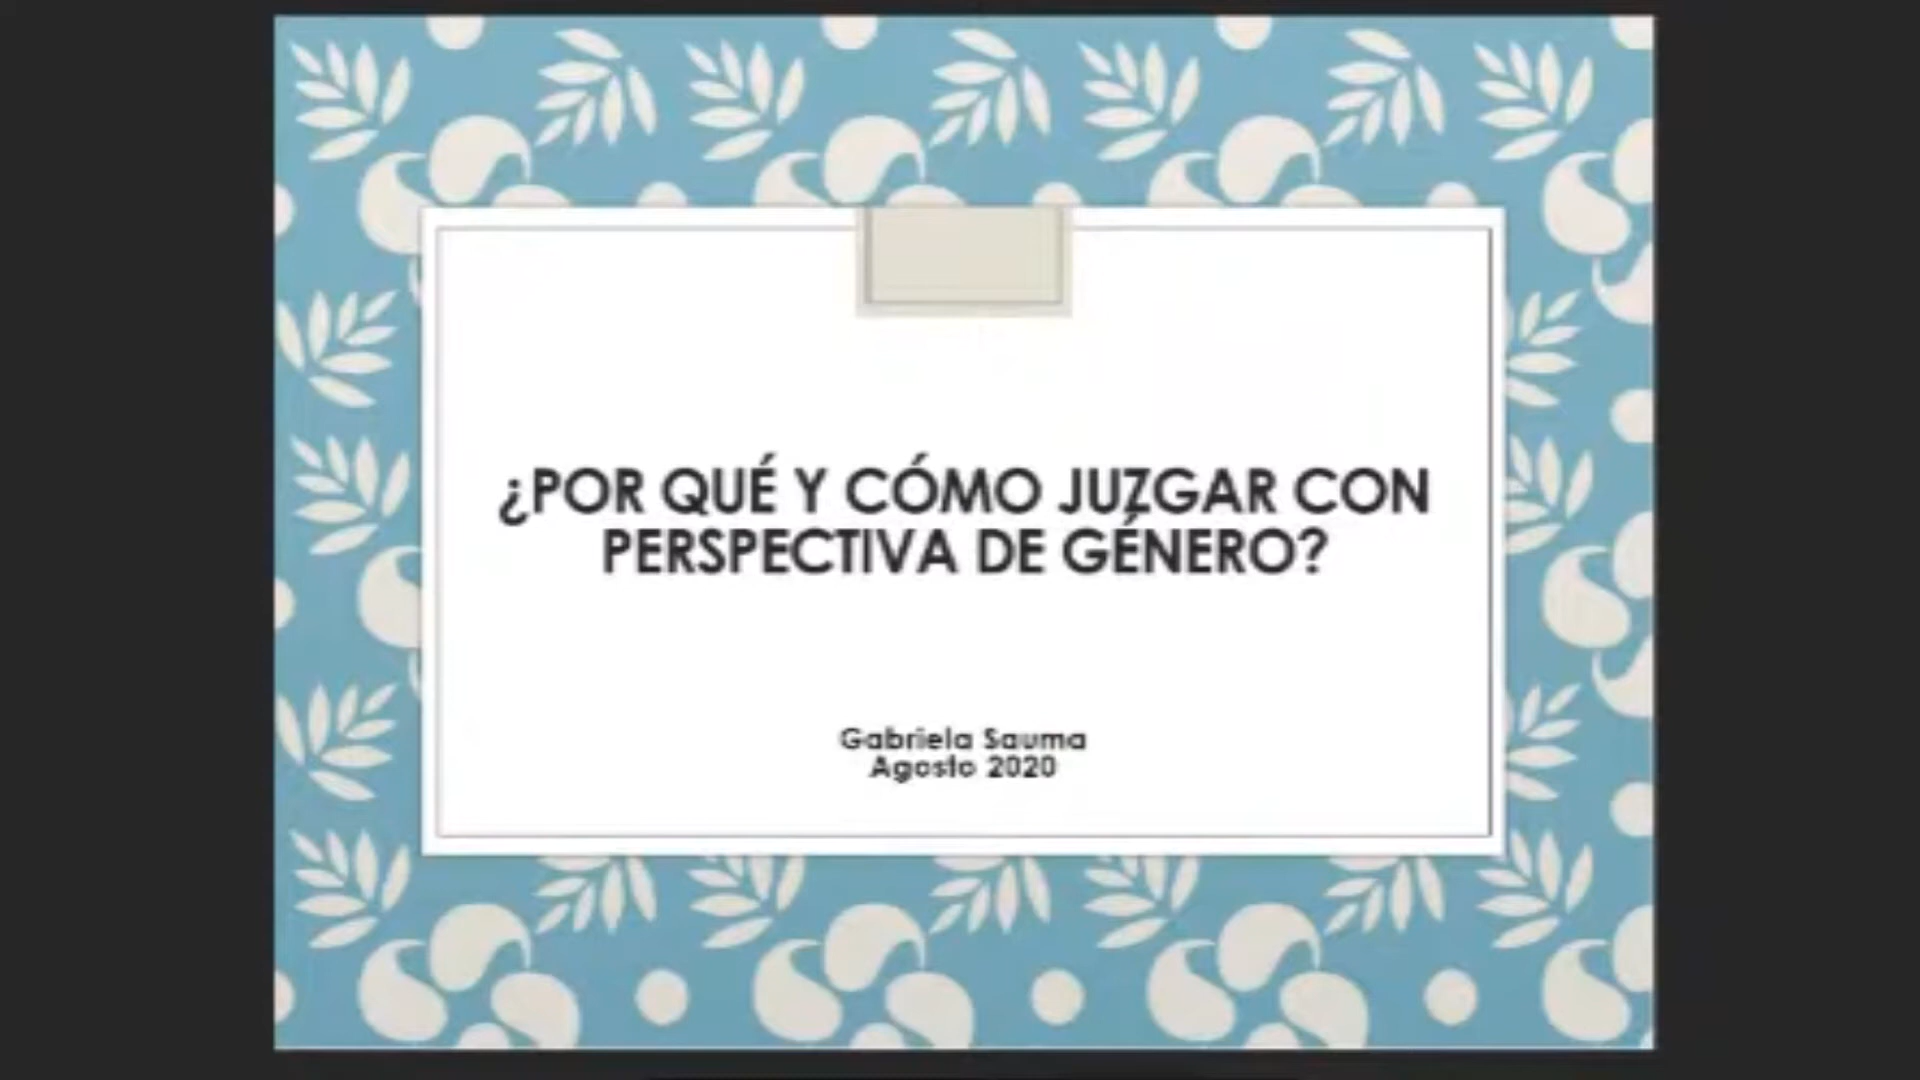 ¿POR QUÉ Y CÓMO JUZGAR CON
PERSPECTIVA DE GÉNERO?
Gabriela Sauma
Agosto 2020